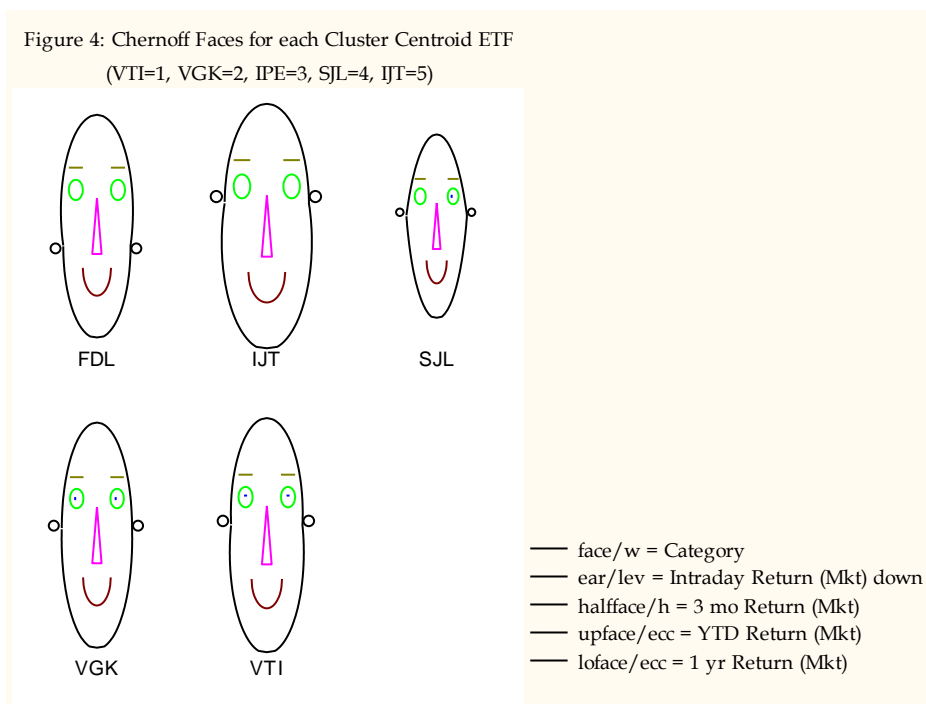 Figure 4: Chernoff Faces for each Cluster Centroid ETF
(VTI=1, VGK=2, IPE=3, SJL=4, IJT=5)
FDL
IJT
SJL
VGK
VTI
face/w = Category
ear/lev = Intraday Return (Mkt) down
halfface/h = 3 mo Return (Mkt)
upface/ecc = YTD Return (Mkt)
loface/ecc = 1 yr Return (Mkt)